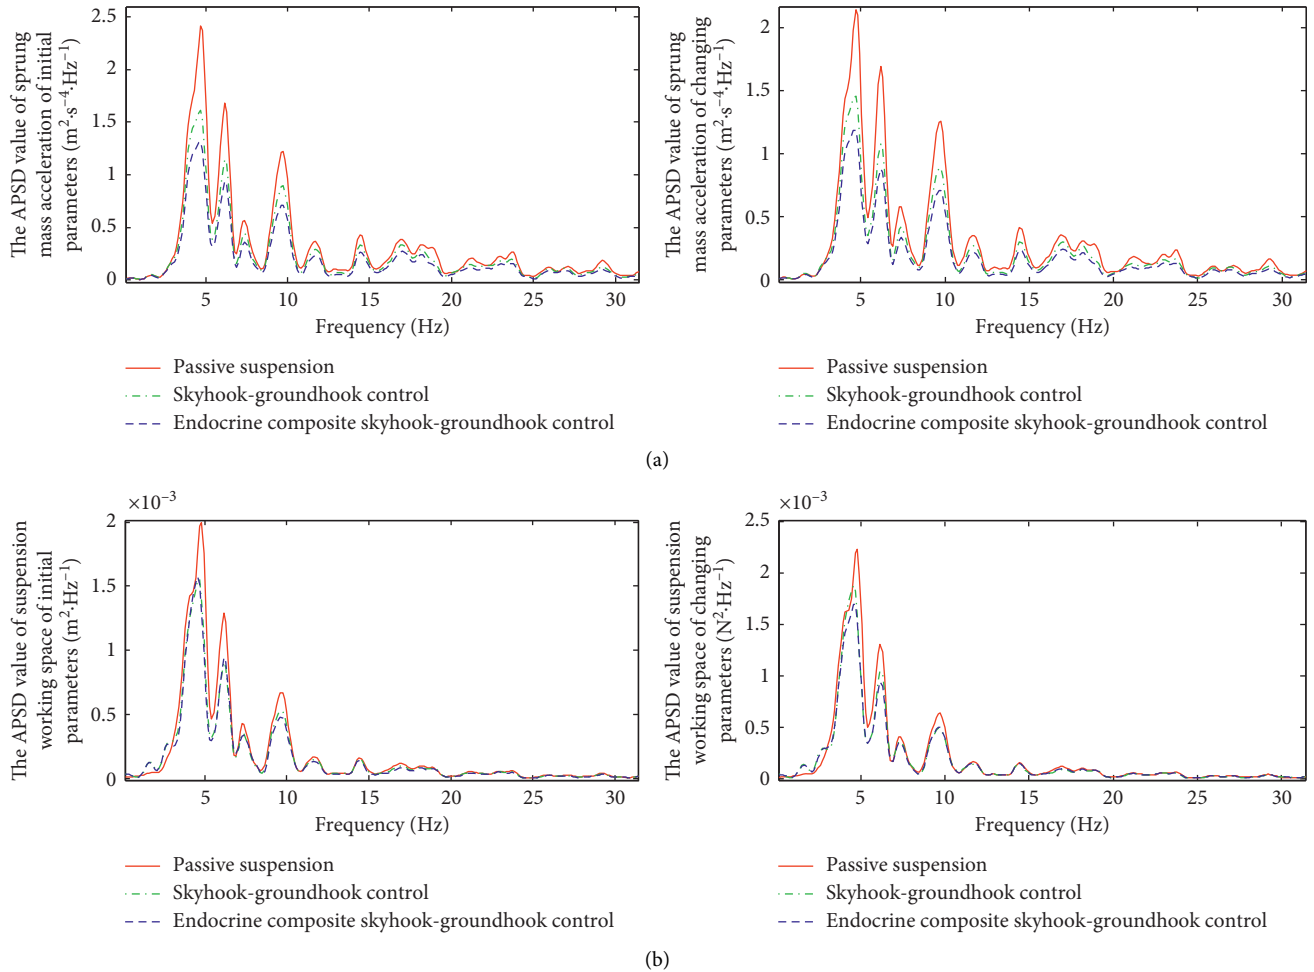 The APSD value of sprung
mass acceleration of initial
parameters (m²·s⁻⁴·Hz⁻¹)
2.5
2
1.5
1
0.5
0
5
10
15
20
25
30
Frequency (Hz)
Passive suspension
Skyhook-groundhook control
Endocrine composite skyhook-groundhook control
The APSD value of sprung
mass acceleration of changing
parameters (m²·s⁻⁴·Hz⁻¹)
2
1.5
1
0.5
0
5
10
15
20
25
30
Frequency (Hz)
Passive suspension
Skyhook-groundhook control
Endocrine composite skyhook-groundhook control
(a)
The APSD value of suspension
working space of initial
parameters (m²·Hz⁻¹)
×10⁻³
2
1.5
1
0.5
0
5
10
15
20
25
30
Frequency (Hz)
Passive suspension
Skyhook-groundhook control
Endocrine composite skyhook-groundhook control
The APSD value of suspension
working space of changing
parameters (N²·Hz⁻¹)
×10⁻³
2.5
2
1.5
1
0.5
0
5
10
15
20
25
30
Frequency (Hz)
Passive suspension
Skyhook-groundhook control
Endocrine composite skyhook-groundhook control
(b)